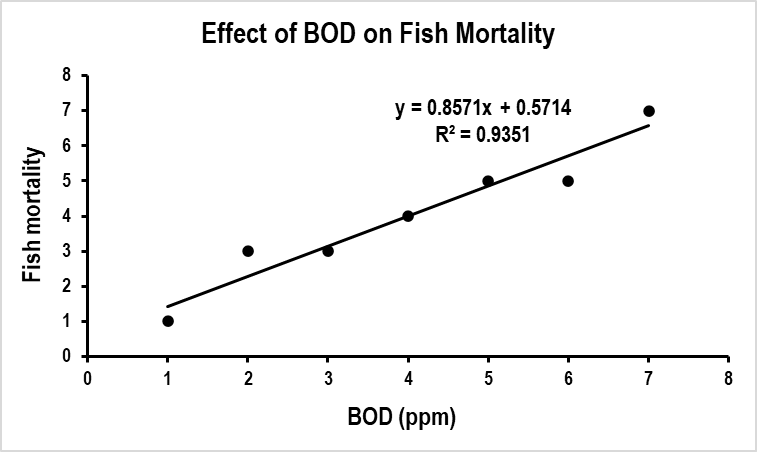 Effect of BOD on Fish Mortality
y = 0.8571x + 0.5714
R² = 0.9351
Fish mortality
8
7
6
5
4
3
2
1
0
0 1 2 3 4 5 6 7 8
BOD (ppm)